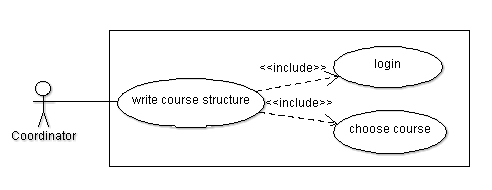 <<include>>
login
write course structure
<<include>>
choose course
Coordinator